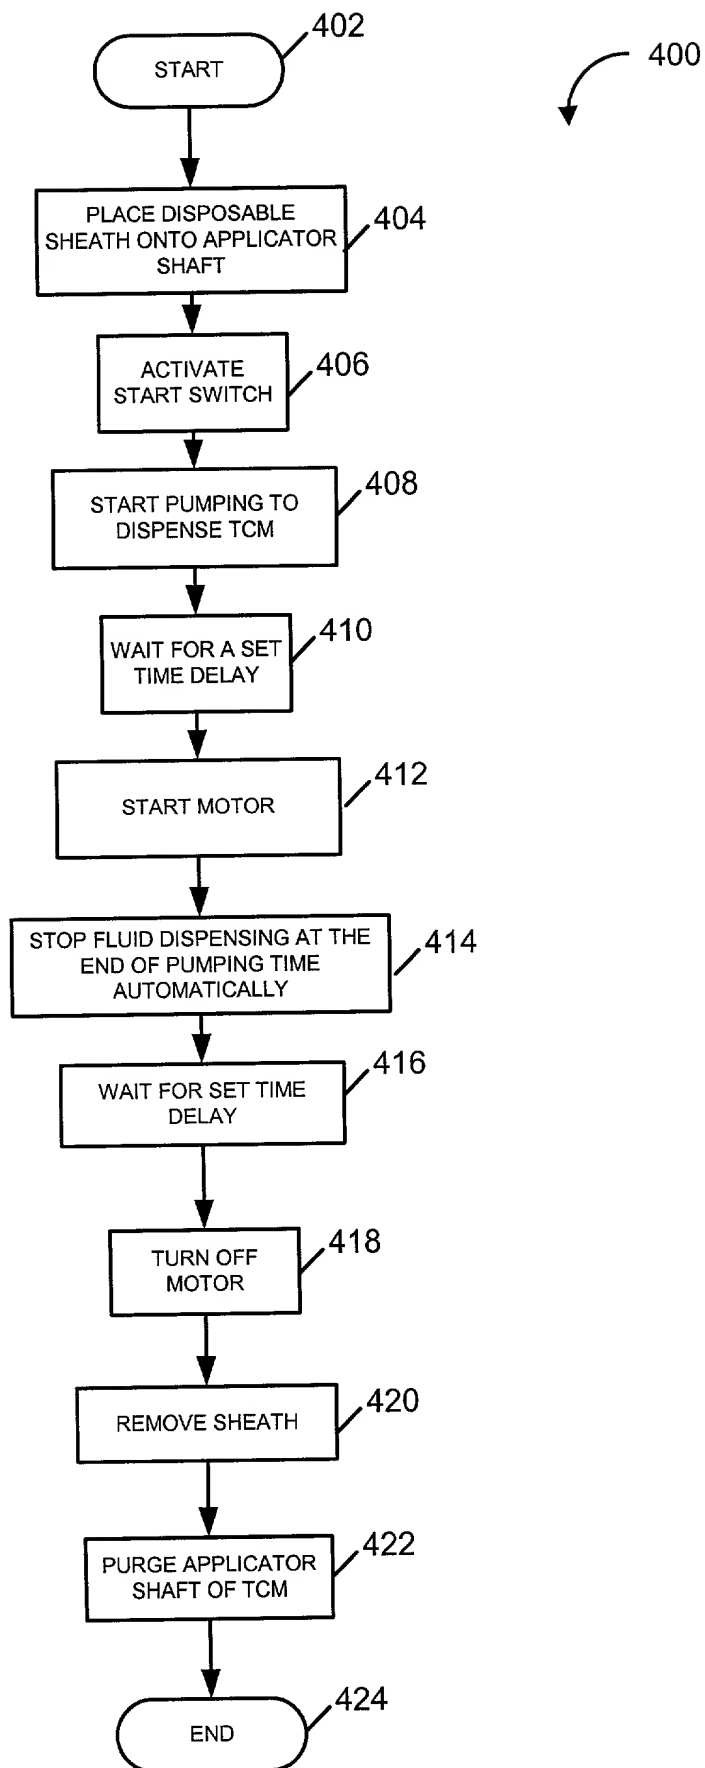 402
START
400
PLACE DISPOSABLE
SHEATH ONTO APPLICATOR
SHAFT
404
ACTIVATE
START SWITCH
406
START PUMPING TO
DISPENSE TCM
408
WAIT FOR A SET
TIME DELAY
410
START MOTOR
412
STOP FLUID DISPENSING AT THE
END OF PUMPING TIME
AUTOMATICALLY
414
WAIT FOR SET TIME
DELAY
416
TURN OFF
MOTOR
418
REMOVE SHEATH
420
PURGE APPLICATOR
SHAFT OF TCM
422
END
424